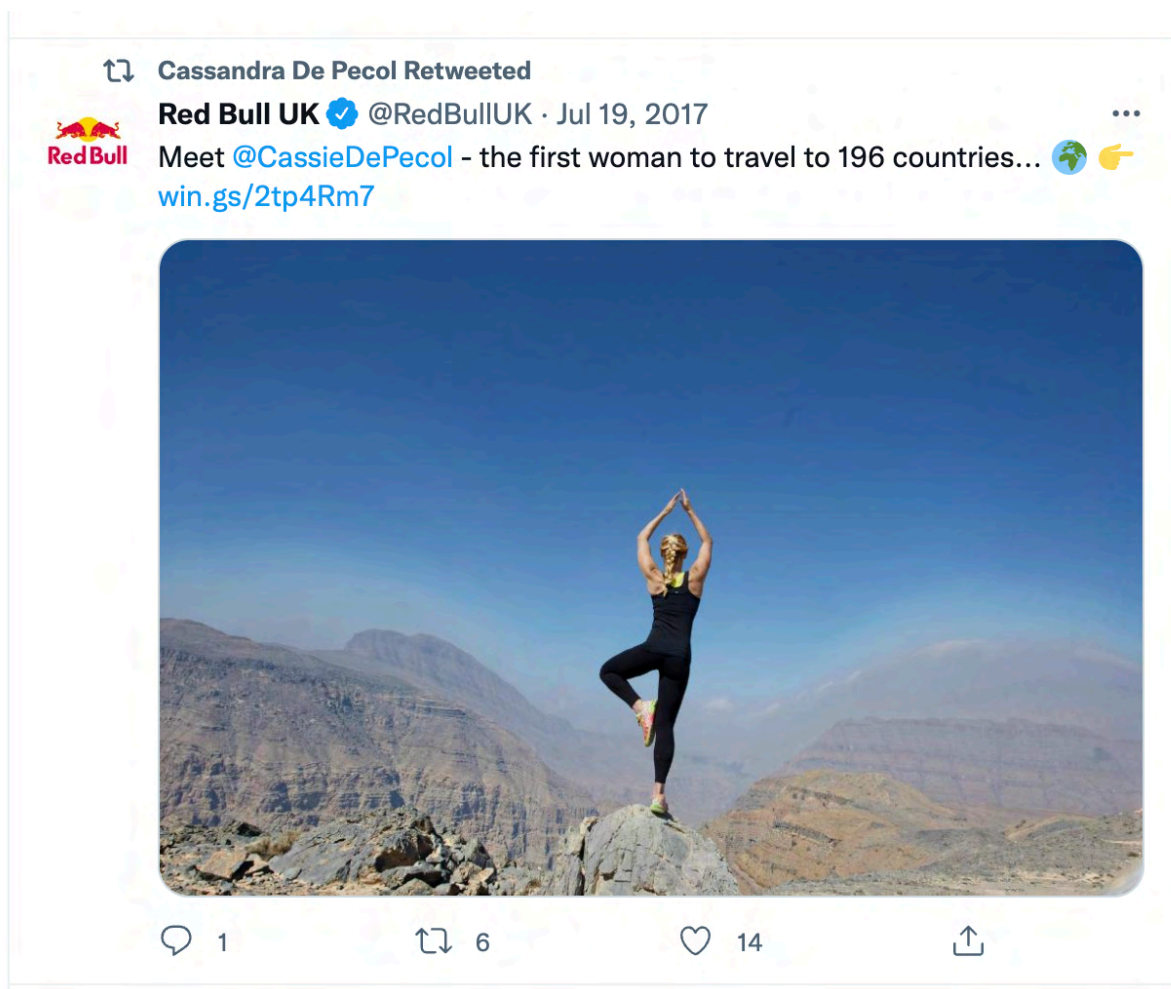 Cassandra De Pecol Retweeted
Red Bull UK @RedBullUK · Jul 19, 2017
Red Bull
Meet @CassieDePecol - the first woman to travel to 196 countries... 🌍 👉
win.gs/2tp4Rm7
1 6 14